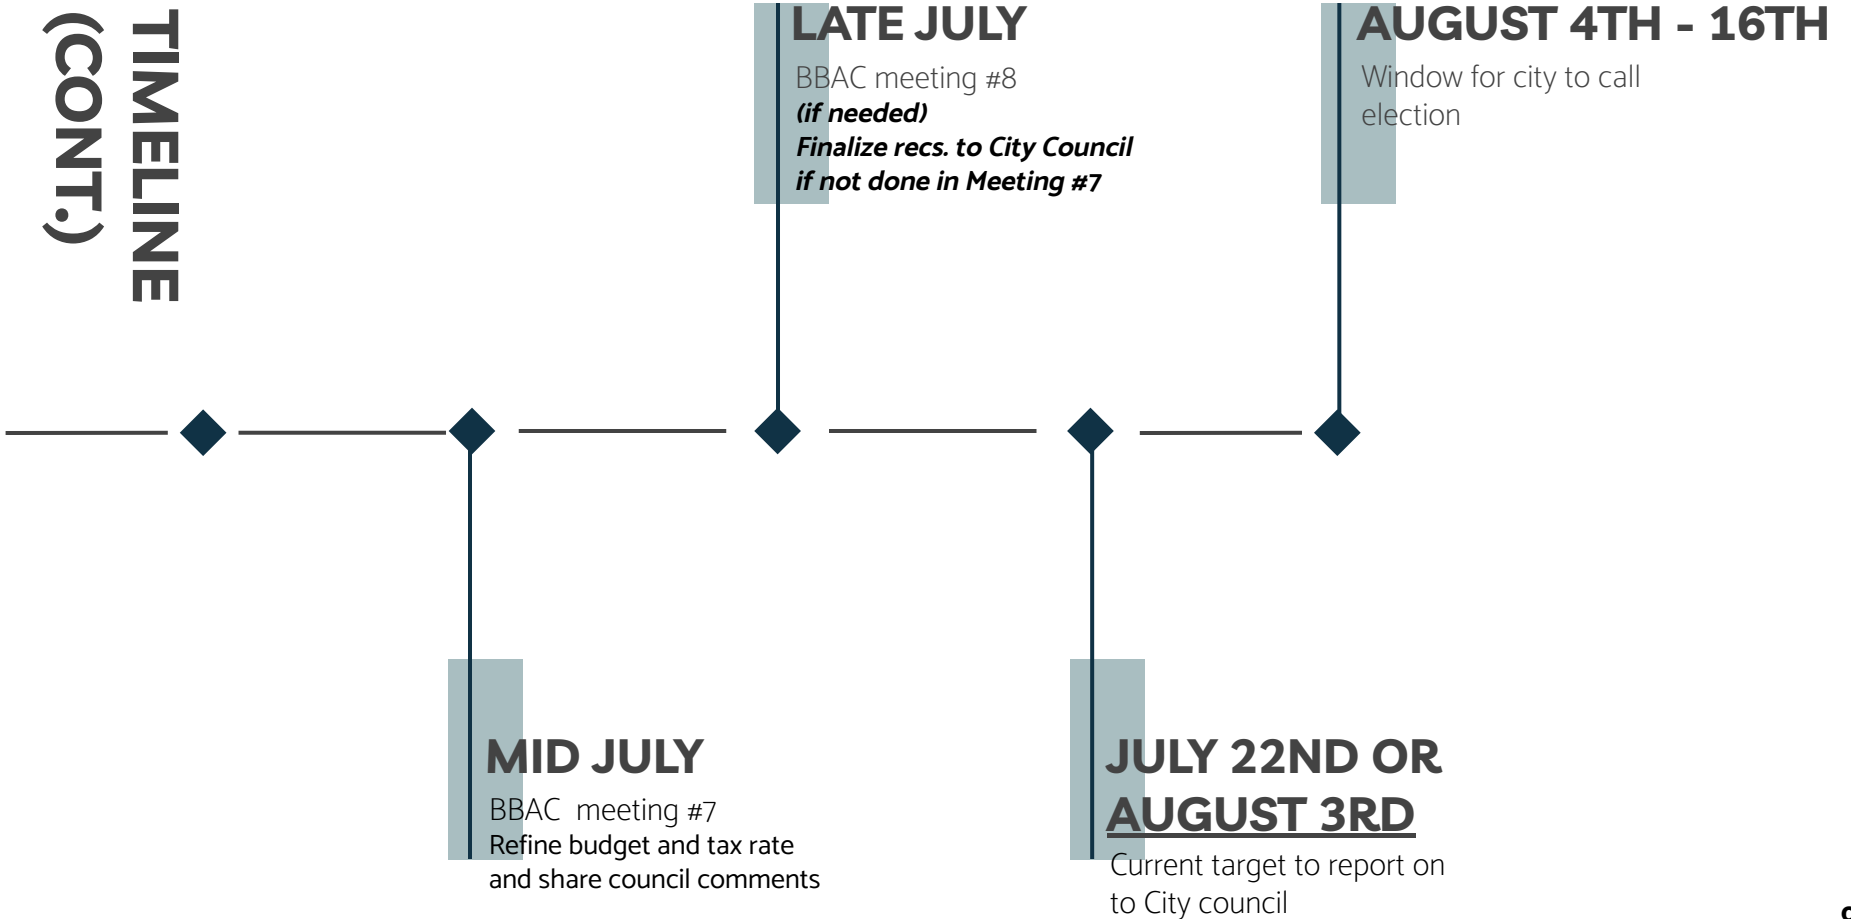 TIMELINE
(CONT.)
LATE JULY
BBAC meeting #8
(if needed)
Finalize recs. to City Council
if not done in Meeting #7
AUGUST 4TH - 16TH
Window for city to call
election
MID JULY
BBAC meeting #7
Refine budget and tax rate
and share council comments
JULY 22ND OR
AUGUST 3RD
Current target to report on
to City council